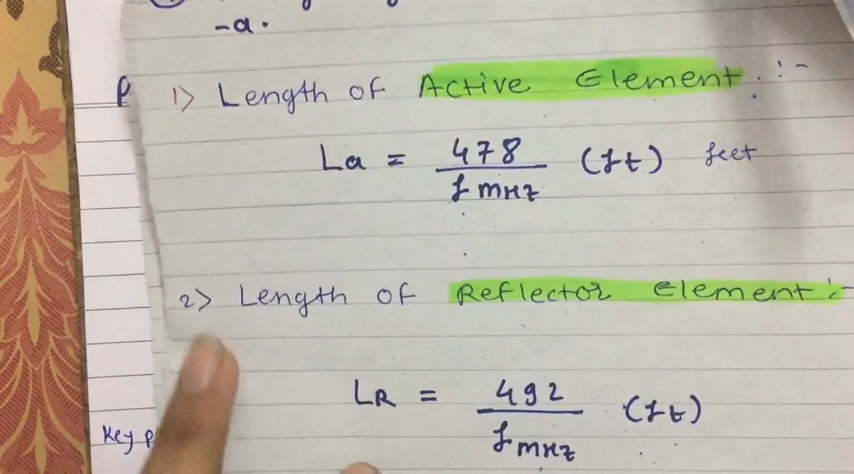 -a.
1> Length of Active Element :-
La = 478 / f MHZ (ft) feet
2> Length of Reflector Element :-
LR = 492 / f MHZ (ft)
Key P